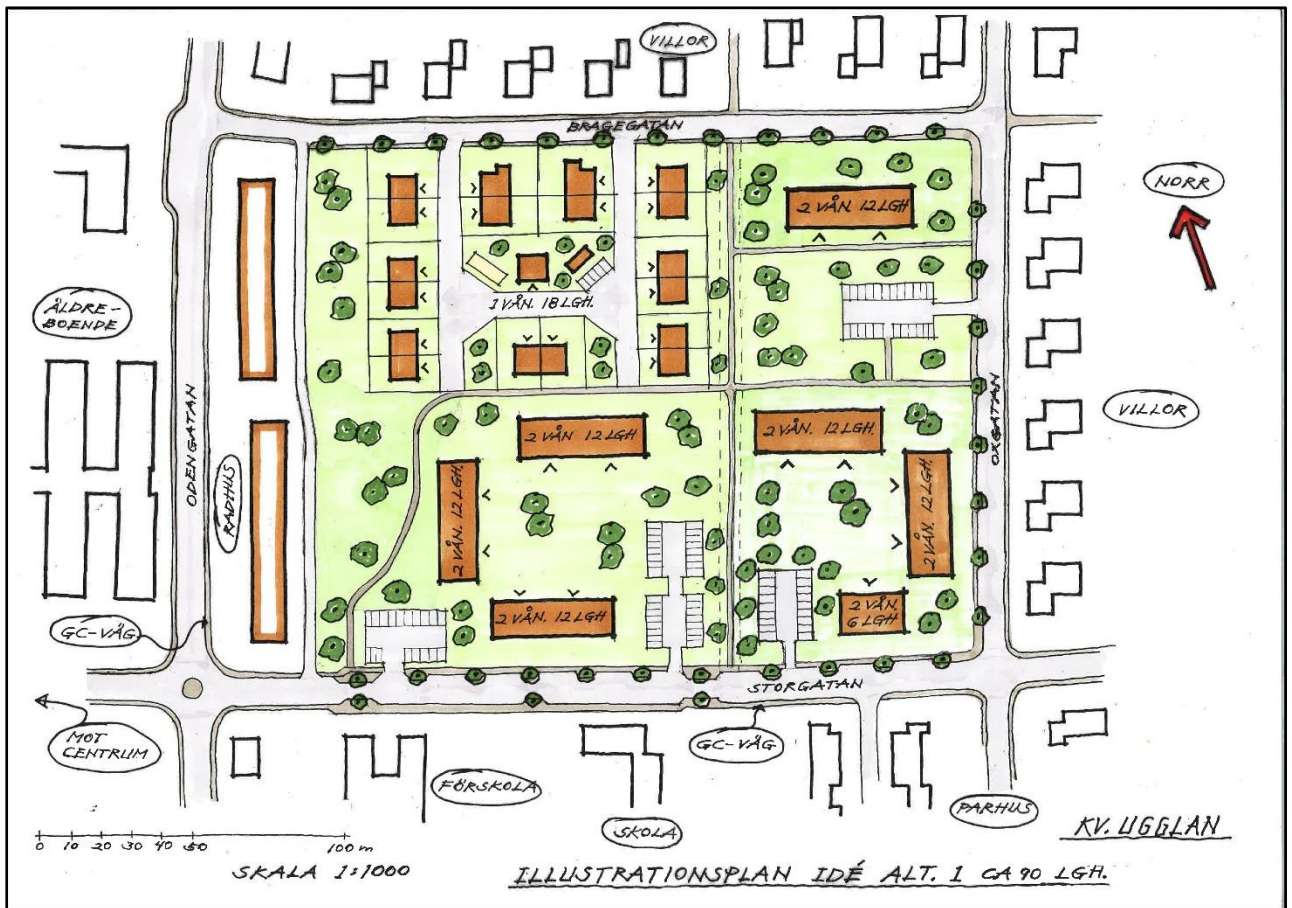 VILLOR
BRAGEGATAN
NORR
2 VÅN. 12 LGH
ÄLDRE-
BOENDE
1 VÅN. 18 LGH.
VILLOR
ODENGATAN
RADHUS
OXGATAN
2 VÅN 12 LGH
2 VÅN. 12 LGH.
2 VÅN. 12 LGH.
2 VÅN. 12 LGH.
2 VÅN. 12 LGH
2 VÅN.
6 LGH
GC-VÄG
STORGATAN
MOT
CENTRUM
GC-VÄG
FÖRSKOLA
SKOLA
PARHUS
KV. UGGLAN
0 10 20 30 40 50 100 m
SKALA 1:1000
ILLUSTRATIONSPLAN IDÉ ALT. 1 CA 90 LGH.